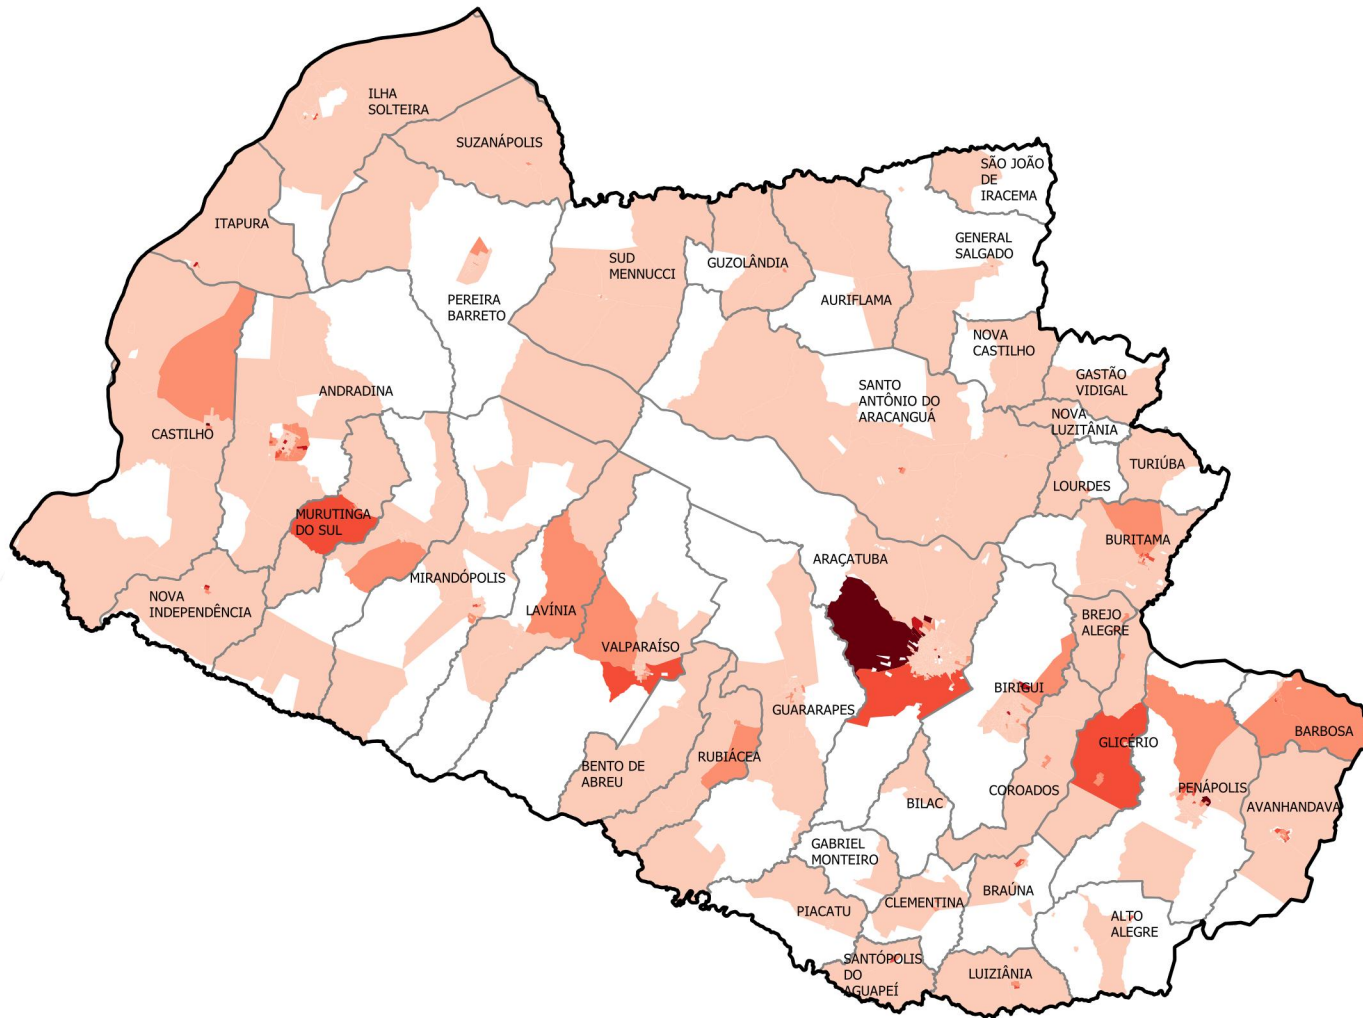 ILHA
SOLTEIRA
SUZANÁPOLIS
SÃO JOÃO
DE
IRACEMA
ITAPURA
GENERAL
SALGADO
SUD
MENNUCCI
GUZOLÂNDIA
PEREIRA
BARRETO
AURIFLAMA
NOVA
CASTILHO
GASTÃO
VIDIGAL
ANDRADINA
SANTO
ANTÔNIO DO
ARACANGUÁ
NOVA
LUZITÂNIA
CASTILHO
TURIÚBA
LOURDES
MURUTINGA
DO SUL
BURITAMA
ARAÇATUBA
MIRANDÓPOLIS
NOVA
INDEPENDÊNCIA
LAVÍNIA
BREJO
ALEGRE
VALPARAÍSO
BIRIGUI
GUARARAPES
BARBOSA
GLICÉRIO
RUBIÁCEA
BENTO DE
ABREU
COROADOS
PENÁPOLIS
BILAC
AVANHANDAVA
GABRIEL
MONTEIRO
BRAÚNA
CLEMENTINA
PIACATU
ALTO
ALEGRE
SANTÓPOLIS
DO
AGUAPEÍ
LUIZIÂNIA